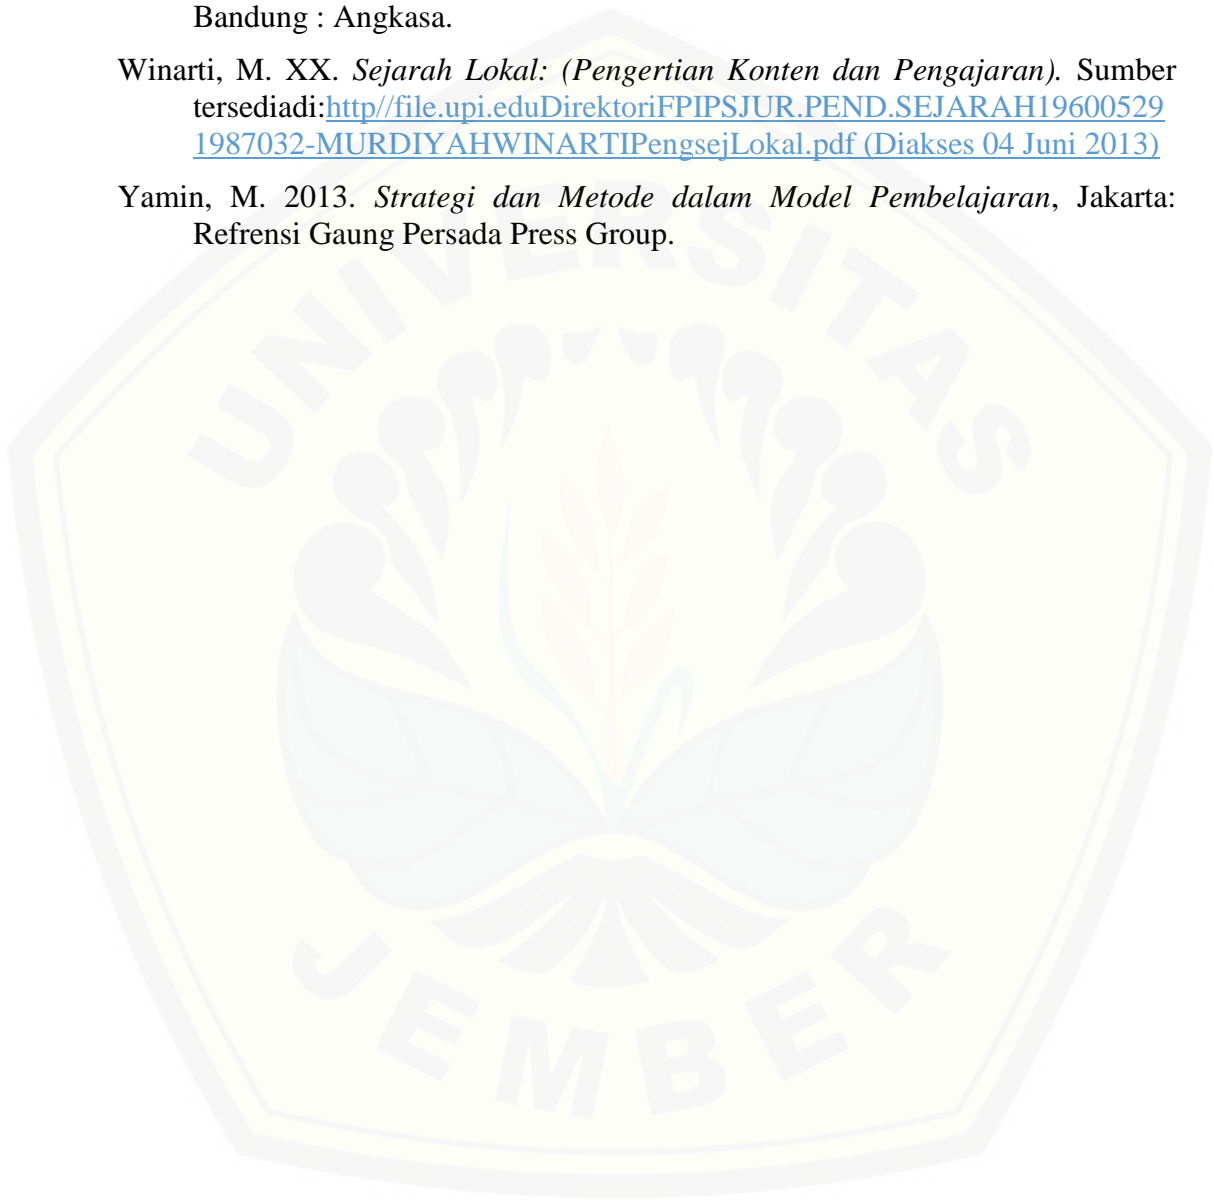 Bandung : Angkasa.
Winarti, M. XX. Sejarah Lokal: (Pengertian Konten dan Pengajaran). Sumber
tersediadi:http//file.upi.eduDirektoriFPIPSJUR.PEND.SEJARAH19600529
1987032-MURDIYAHWINARTIPengsejLokal.pdf (Diakses 04 Juni 2013)
Yamin, M. 2013. Strategi dan Metode dalam Model Pembelajaran, Jakarta:
Refrensi Gaung Persada Press Group.
UNIVERSITAS
JEMBER